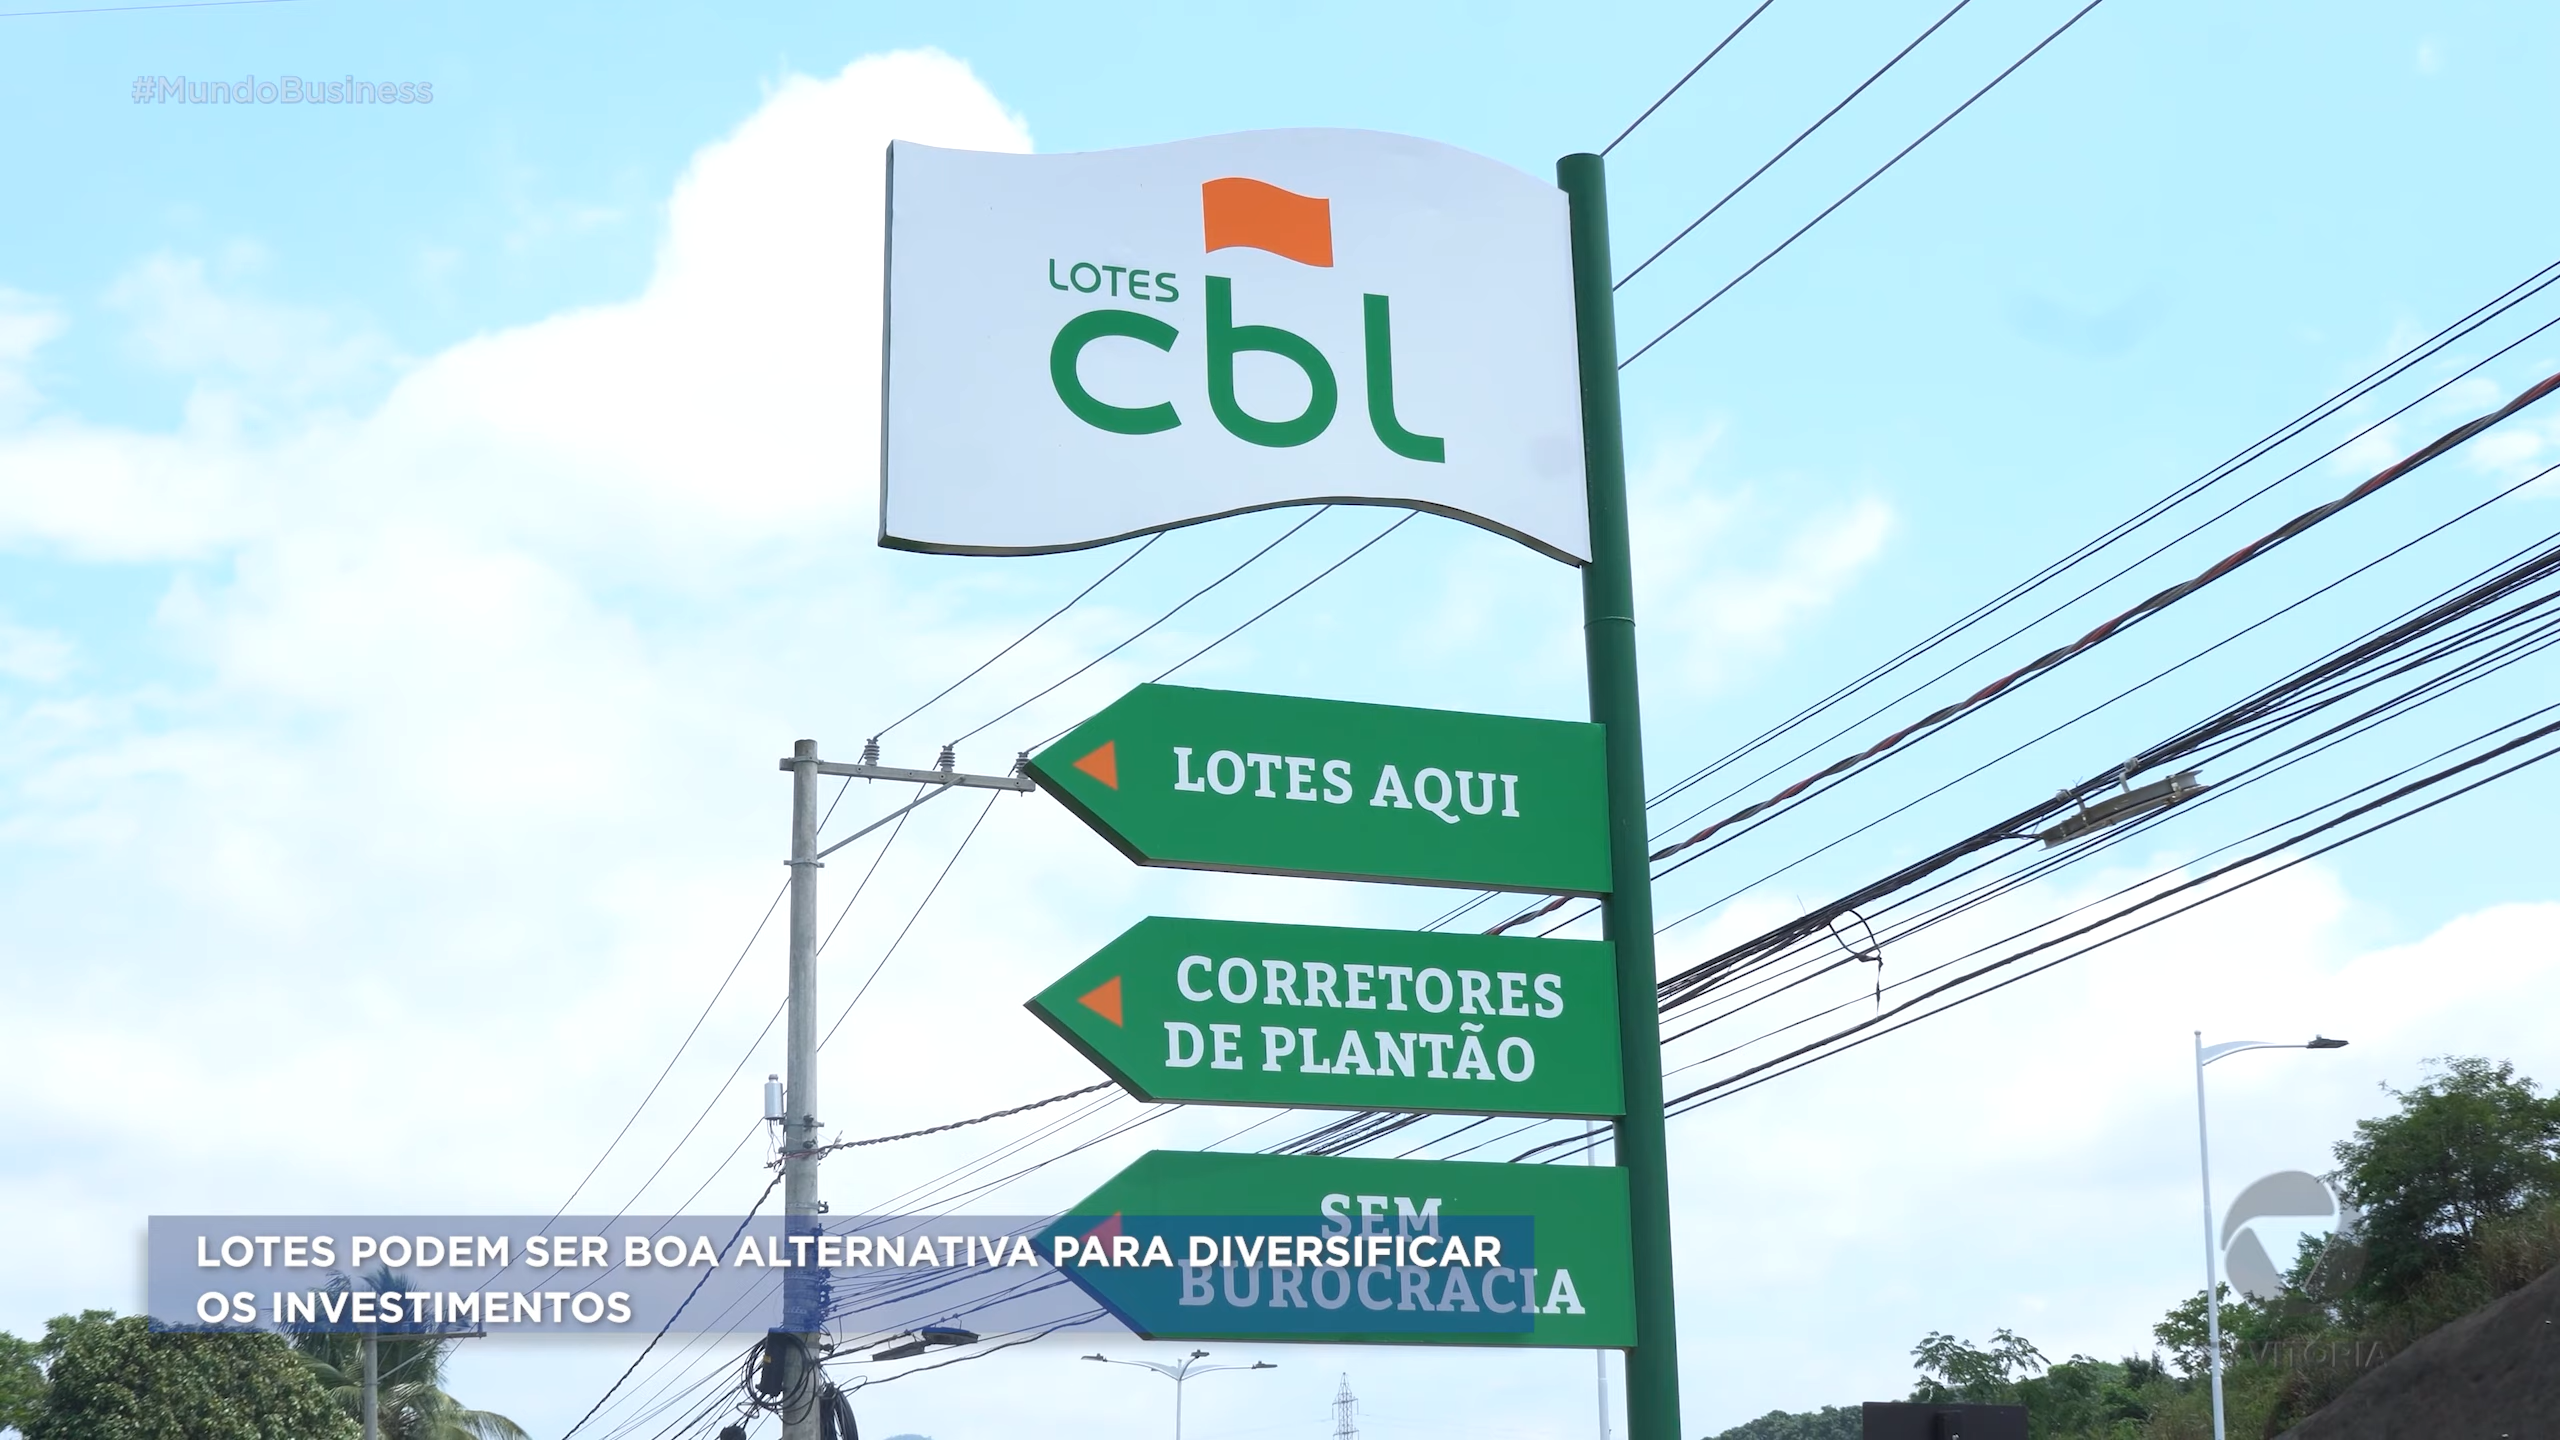 #MundoBusiness
LOTES
cbl
LOTES AQUI
CORRETORES
DE PLANTÃO
SEM
BUROCRACIA
LOTES PODEM SER BOA ALTERNATIVA PARA DIVERSIFICAR
OS INVESTIMENTOS
VITÓRIA